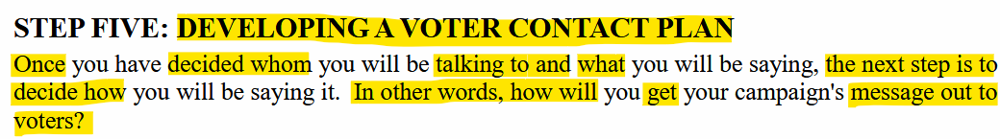 STEP FIVE: DEVELOPING A VOTER CONTACT PLAN
Once you have decided whom you will be talking to and what you will be saying, the next step is to
decide how you will be saying it.  In other words, how will you get your campaign's message out to
voters?